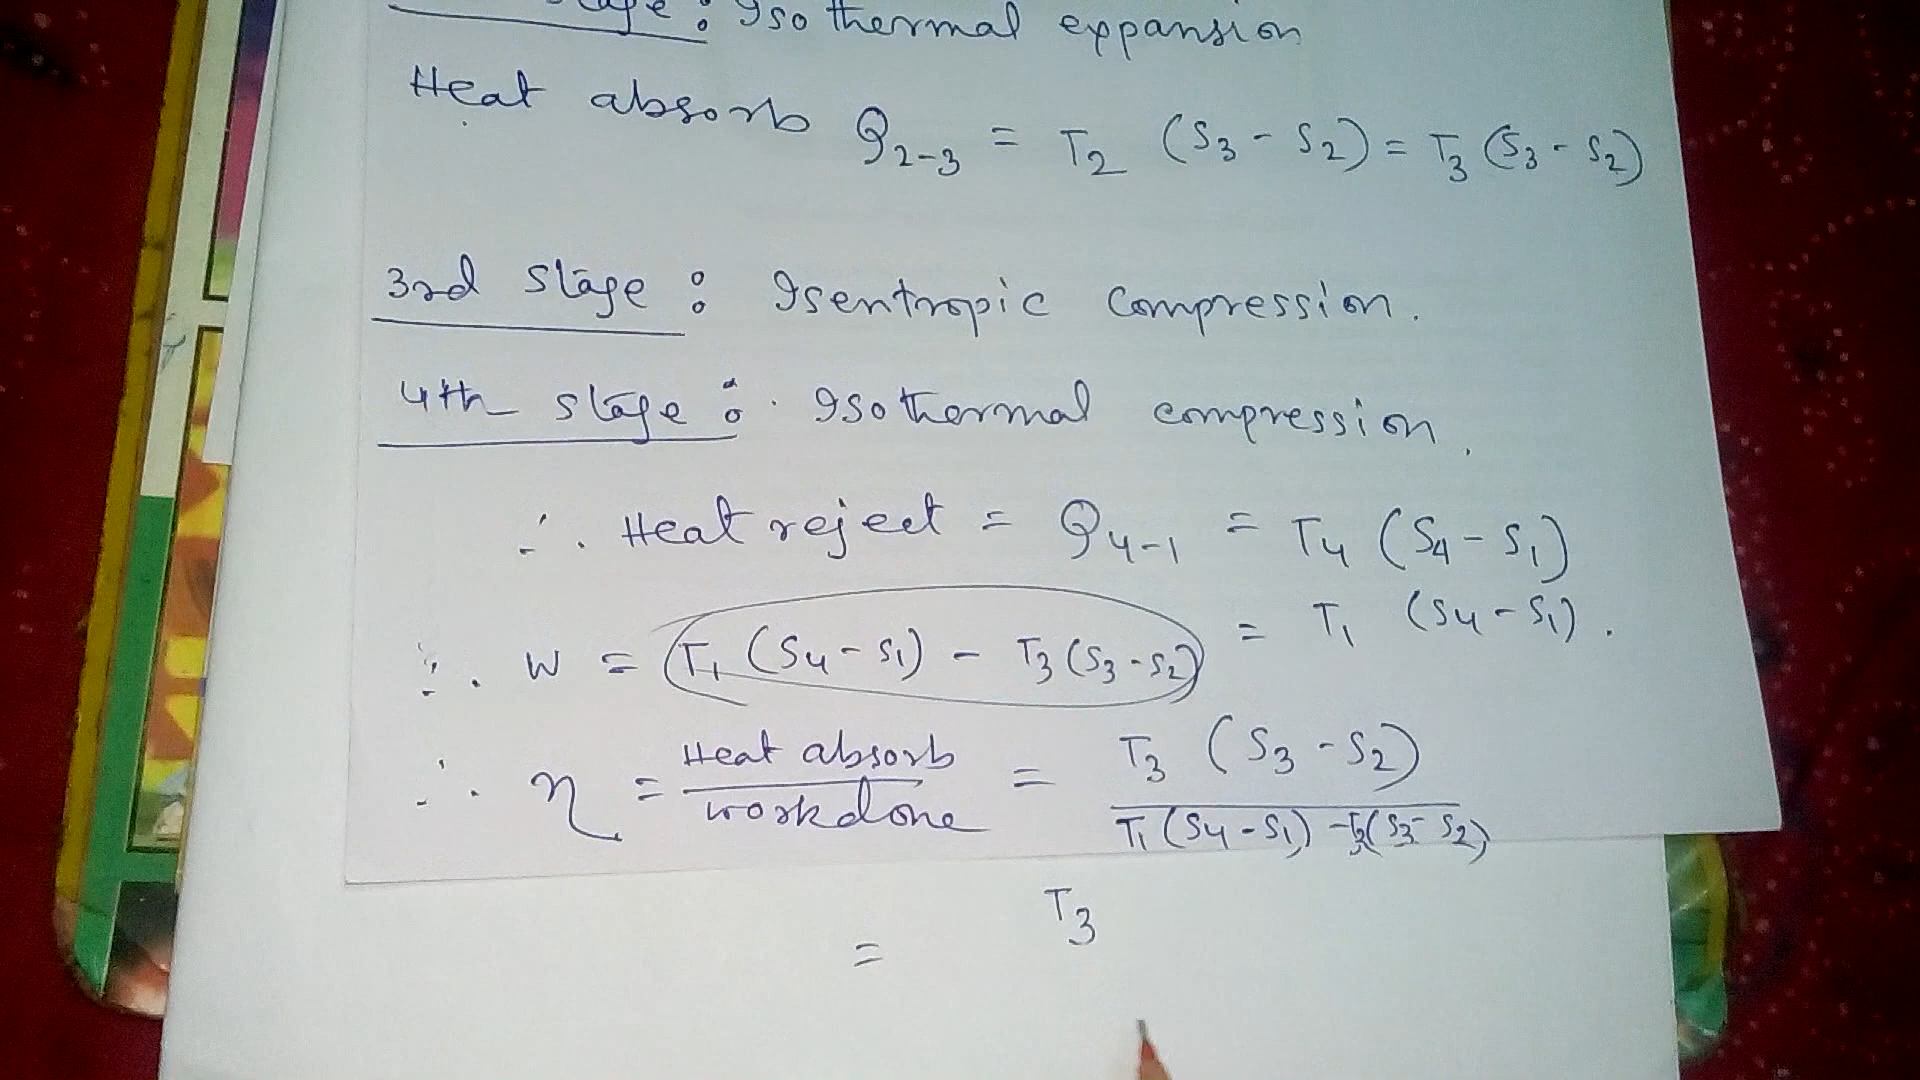 stage : Isothermal expansion
Heat absorb Q2-3 = T2 (S3 - S2) = T3 (S3 - S2)
3rd stage : Isentropic compression.
4th stage : Isothermal compression.
∴ Heat reject = Q4-1 = T4 (S4 - S1)
= T1 (S4 - S1).
∴ W = T1 (S4 - S1) - T3 (S3 - S2)
∴ η = Heat absorb / workdone = T3 (S3 - S2) / T1 (S4 - S1) - T3 (S3 - S2)
= T3